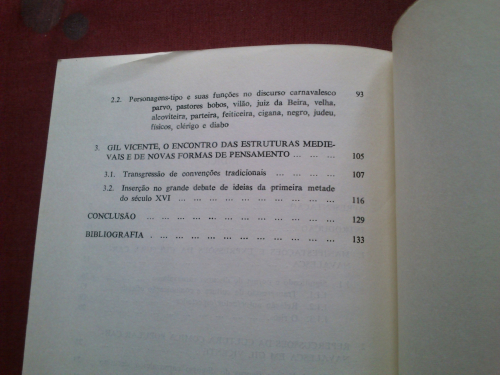 2.2. Personagens-tipo e suas funções no discurso carnavalesco 93
parvo, pastores bobos, vilão, juiz da Beira, velha,
alcoviteira, parteira, feiticeira, cigana, negro, judeu,
físicos, clérigo e diabo
3. GIL VICENTE, O ENCONTRO DAS ESTRUTURAS MEDIE-
VAIS E DE NOVAS FORMAS DE PENSAMENTO ... ... ... 105
3.1. Transgressão de convenções tradicionais ... ... ... 107
3.2. Inserção no grande debate de ideias da primeira metade
do século XVI ... ... ... ... ... ... ... ... ... 116
CONCLUSÃO ... ... ... ... ... ... ... ... ... ... 129
BIBLIOGRAFIA . ... ... ... ... ... ... ... ... ... 133